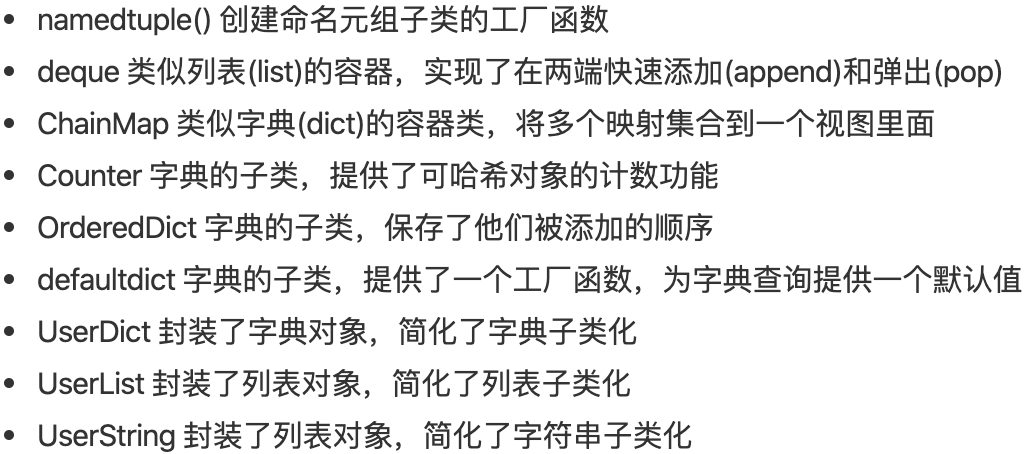 • namedtuple() 创建命名元组子类的工厂函数
• deque 类似列表(list)的容器，实现了在两端快速添加(append)和弹出(pop)
• ChainMap 类似字典(dict)的容器类，将多个映射集合到一个视图里面
• Counter 字典的子类，提供了可哈希对象的计数功能
• OrderedDict 字典的子类，保存了他们被添加的顺序
• defaultdict 字典的子类，提供了一个工厂函数，为字典查询提供一个默认值
• UserDict 封装了字典对象，简化了字典子类化
• UserList 封装了列表对象，简化了列表子类化
• UserString 封装了列表对象，简化了字符串子类化